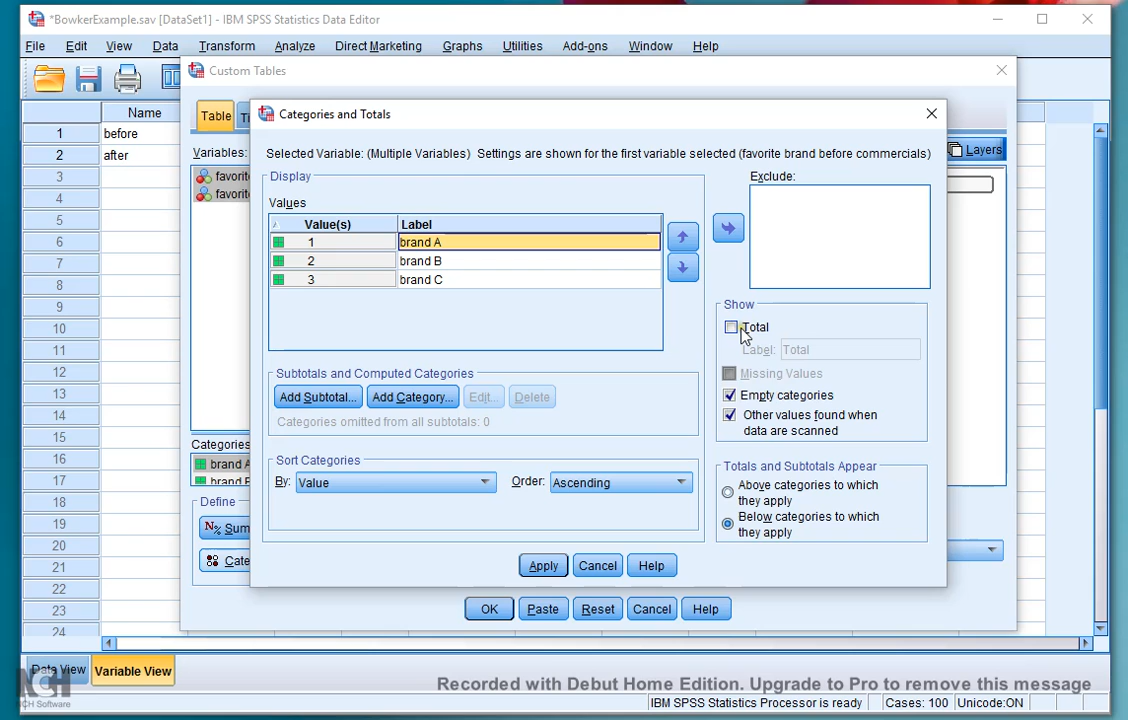 *BowkerExample.sav [DataSet1] - IBM SPSS Statistics Data Editor
File Edit View Data Transform Analyze Direct Marketing Graphs Utilities Add-ons Window Help
Custom Tables
Name
Table
Categories and Totals
1 before
2 after
3
4
5
6
7
8
9
10
11
12
13
14
15
16
17
18
19
20
21
22
23
24
Variables:
Layers
Selected Variable: (Multiple Variables) Settings are shown for the first variable selected (favorite brand before commercials)
Display
Exclude:
Values
Value(s) Label
1 brand A
2 brand B
3 brand C
Show
Total
Label: Total
Missing Values
Empty categories
Other values found when
data are scanned
Subtotals and Computed Categories
Add Subtotal... Add Category... Edit... Delete
Categories omitted from all subtotals: 0
Sort Categories
By: Value Order: Ascending
Totals and Subtotals Appear
Above categories to which
they apply
Below categories to which
they apply
Apply Cancel Help
Categories
brand A
brand B
Define
N%
OK Paste Reset Cancel Help
Data View Variable View
NCH
NCH Software
Recorded with Debut Home Edition. Upgrade to Pro to remove this message
IBM SPSS Statistics Processor is ready Cases: 100 Unicode:ON